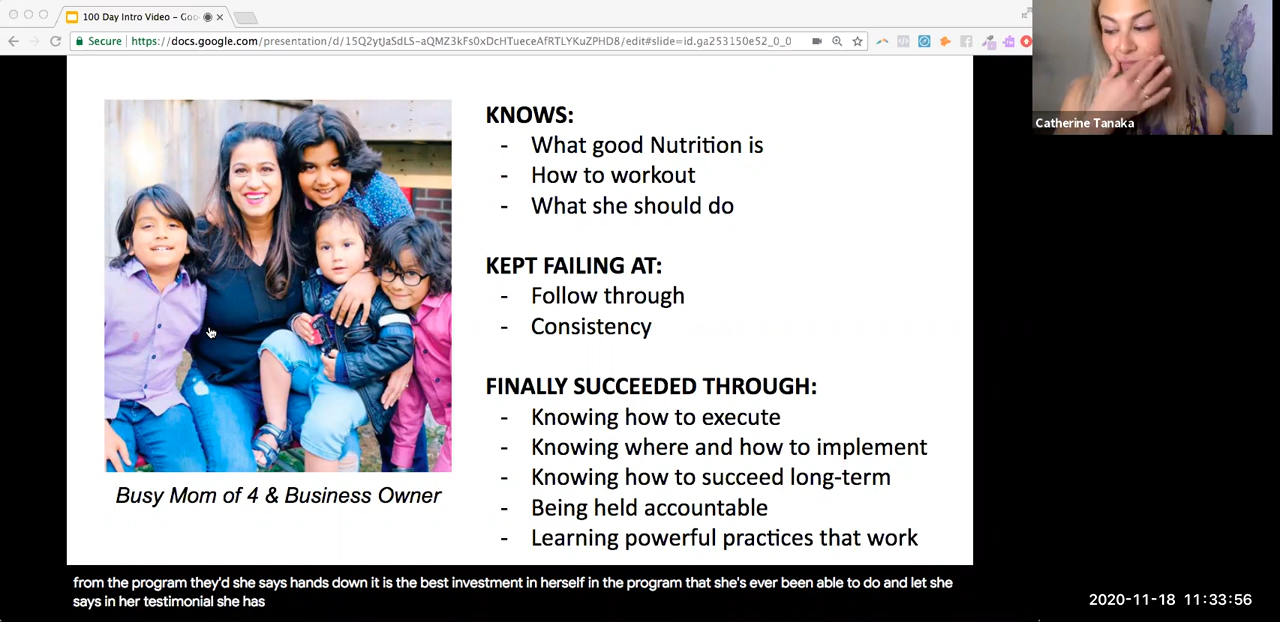 100 Day Intro Video - Goo
Secure
https://docs.google.com/presentation/d/15Q2ytJaSdLS-aQMZ3kFs0xDcHTueceAfRTLYKuZPHD8/edit#slide=id.ga253150e52_0_0
Catherine Tanaka
KNOWS:
- What good Nutrition is
- How to workout
- What she should do
KEPT FAILING AT:
- Follow through
- Consistency
FINALLY SUCCEEDED THROUGH:
- Knowing how to execute
- Knowing where and how to implement
- Knowing how to succeed long-term
- Being held accountable
- Learning powerful practices that work
Busy Mom of 4 & Business Owner
from the program they'd she says hands down it is the best investment in herself in the program that she's ever been able to do and let she
says in her testimonial she has
2020-11-18 11:33:56